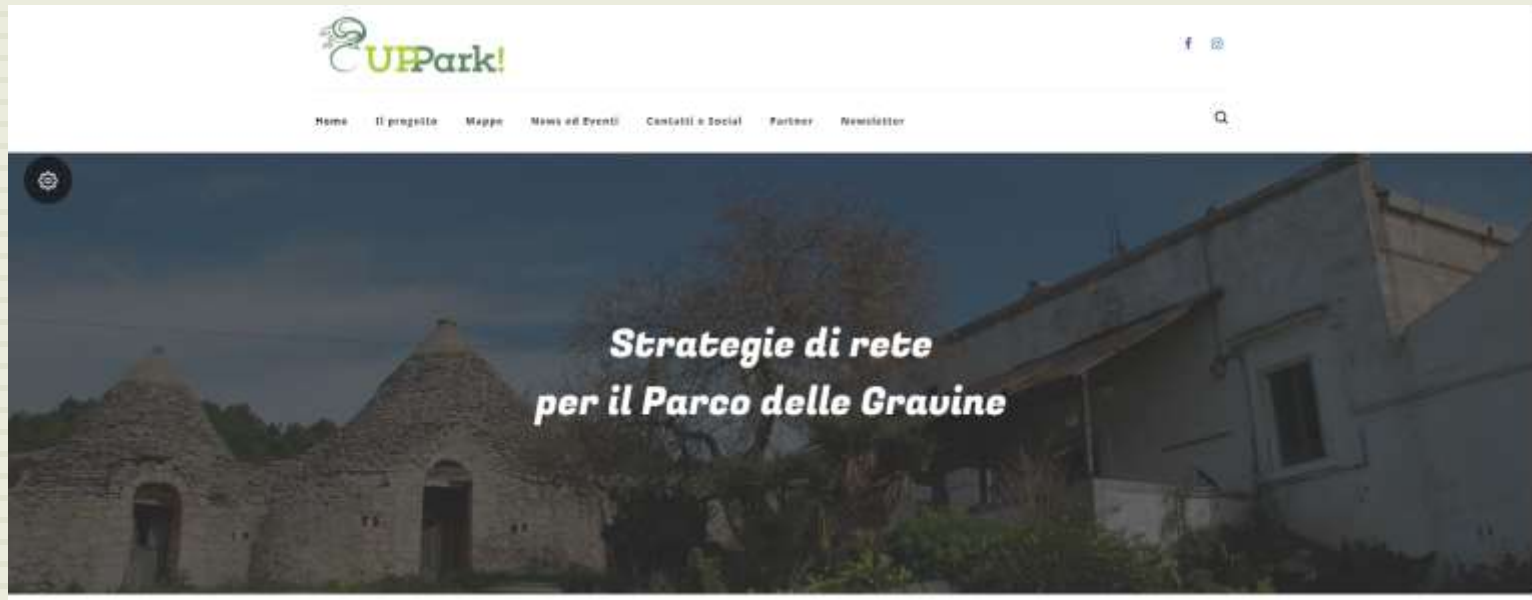 UPPark!
Home Il progetto Mappe News ed Eventi Contatti e Social Partner Newsletter
Strategie di rete
per il Parco delle Gravine